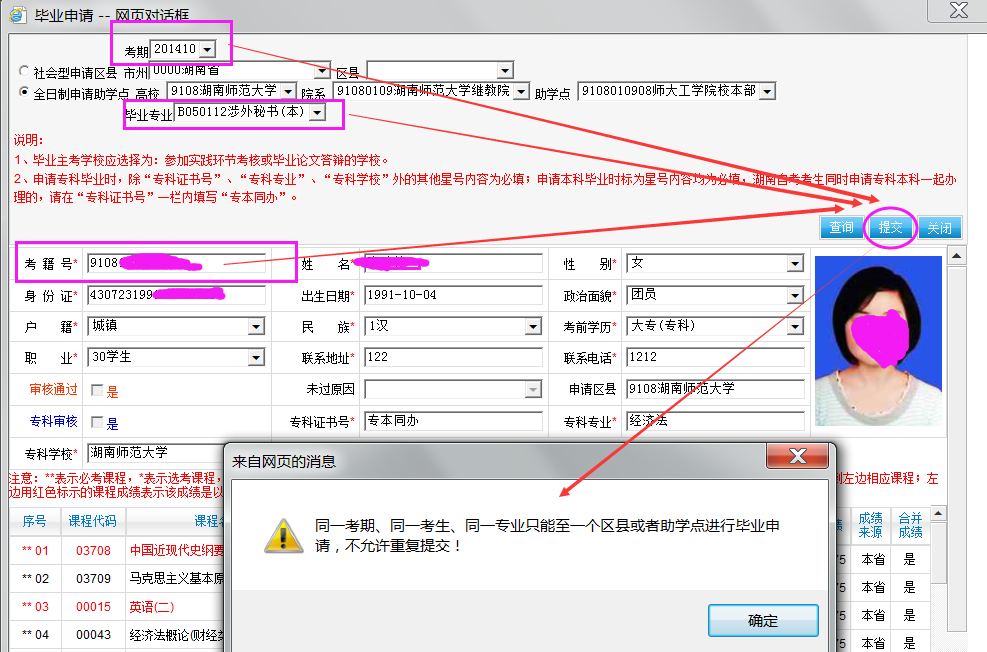 毕业申请 -- 网页对话框
考期 201410
社会型申请区县 市州 0000湖南省 区县
全日制申请助学点 高校 9108湖南师范大学 院系 91080109湖南师范大学继教院 助学点 9108010908师大工学院校本部
毕业专业 B050112涉外秘书(本)
说明:
1、毕业主考学校应选择为：参加实践环节考核或毕业论文答辩的学校。
2、申请专科毕业时，除“专科证书号”、“专科专业”、“专科学校”外的其他星号内容为必填；申请本科毕业时标为星号内容均为必填；湖南自考考生同时申请专科本科一起办
理的，请在“专科证书号”一栏内填写“专本同办”。
查询 提交 关闭
考 籍 号* 9108 姓 名* 性 别* 女
身 份 证* 430723199 出生日期* 1991-10-04 政治面貌* 团员
户 籍* 城镇 民 族* 1汉 考前学历* 大专(专科)
职 业* 30学生 联系地址* 122 联系电话* 1212
审核通过 是 未过原因 申请区县 9108湖南师范大学
专科审核 是 专科证书号* 专本同办 专科专业* 经济法
专科学校* 湖南师范大学
注意：**表示必考课程，*表示选考课程， 到左边相应课程；左
边用红色标示的课程成绩表示该成绩是以
序号 课程代码 课程 成绩来源 合并成绩
** 01 03708 中国近现代史纲要 本省 是
** 02 03709 马克思主义基本原 本省 是
** 03 00015 英语(二) 本省 是
** 04 00043 经济法概论(财经类 本省 是
来自网页的消息
同一考期、同一考生、同一专业只能至一个区县或者助学点进行毕业申
请，不允许重复提交！
确定